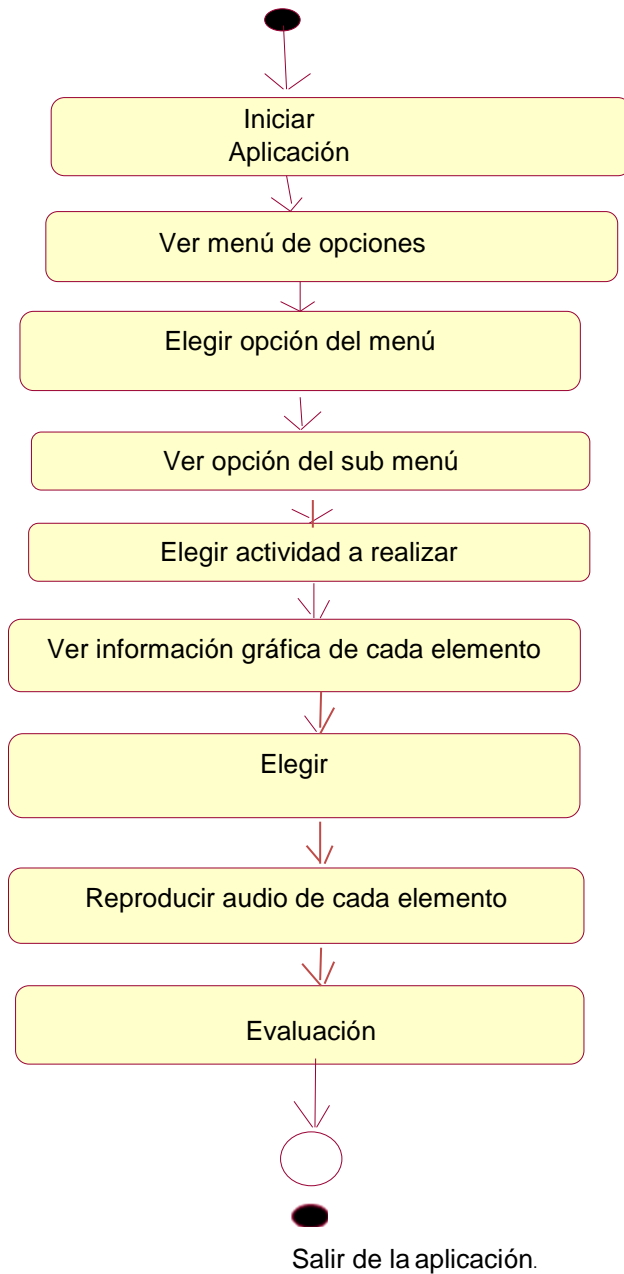 Iniciar
Aplicación
Ver menú de opciones
Elegir opción del menú
Ver opción del sub menú
Elegir actividad a realizar
Ver información gráfica de cada elemento
Elegir
Reproducir audio de cada elemento
Evaluación
Salir de la aplicación.